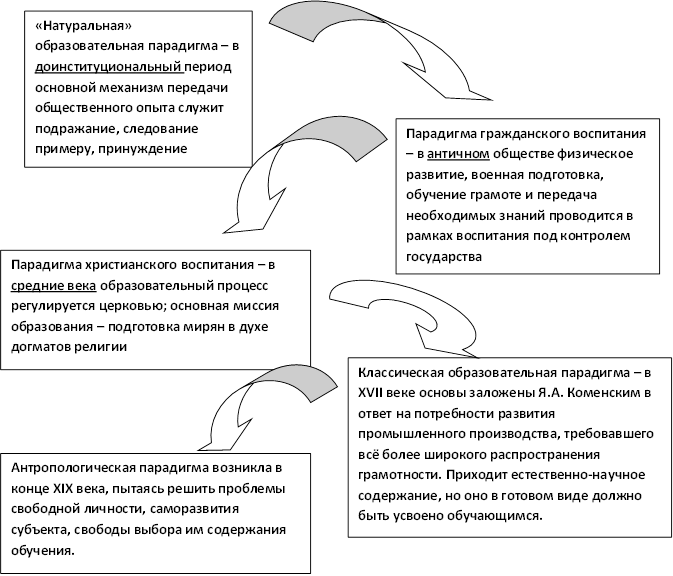 «Натуральная»
образовательная парадигма – в
доинституциональный период
основной механизм передачи
общественного опыта служит
подражание, следование
примеру, принуждение
Парадигма гражданского воспитания
– в античном обществе физическое
развитие, военная подготовка,
обучение грамоте и передача
необходимых знаний проводится в
рамках воспитания под контролем
государства
Парадигма христианского воспитания – в
средние века образовательный процесс
регулируется церковью; основная миссия
образования – подготовка мирян в духе
догматов религии
Классическая образовательная парадигма – в
XVII веке основы заложены Я.А. Коменским в
ответ на потребности развития
промышленного производства, требовавшего
всё более широкого распространения
грамотности. Приходит естественно-научное
содержание, но оно в готовом виде должно
быть усвоено обучающимся.
Антропологическая парадигма возникла в
конце XIX века, пытаясь решить проблемы
свободной личности, саморазвития
субъекта, свободы выбора им содержания
обучения.